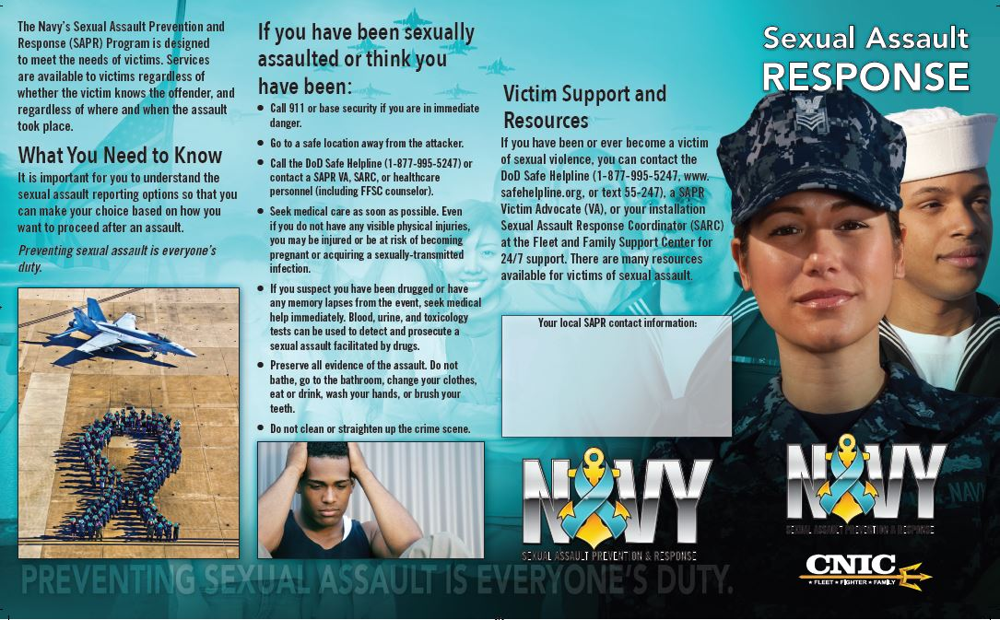 The Navy's Sexual Assault Prevention and
Response (SAPR) Program is designed
to meet the needs of victims. Services
are available to victims regardless of
whether the victim knows the offender, and
regardless of where and when the assault
took place.
What You Need to Know
It is important for you to understand the
sexual assault reporting options so that you
can make your choice based on how you
want to proceed after an assault.
Preventing sexual assault is everyone's
duty.
If you have been sexually
assaulted or think you
have been:
• Call 911 or base security if you are in immediate
danger.
• Go to a safe location away from the attacker.
• Call the DoD Safe Helpline (1-877-995-5247) or
contact a SAPR VA, SARC, or healthcare
personnel (including FFSC counselor).
• Seek medical care as soon as possible. Even
if you do not have any visible physical injuries,
you may be injured or be at risk of becoming
pregnant or acquiring a sexually-transmitted
infection.
• If you suspect you have been drugged or have
any memory lapses from the event, seek medical
help immediately. Blood, urine, and toxicology
tests can be used to detect and prosecute a
sexual assault facilitated by drugs.
• Preserve all evidence of the assault. Do not
bathe, go to the bathroom, change your clothes,
eat or drink, wash your hands, or brush your
teeth.
• Do not clean or straighten up the crime scene.
Victim Support and
Resources
If you have been or ever become a victim
of sexual violence, you can contact the
DoD Safe Helpline (1-877-995-5247, www.
safehelpline.org, or text 55-247), a SAPR
Victim Advocate (VA), or your installation
Sexual Assault Response Coordinator (SARC)
at the Fleet and Family Support Center for
24/7 support. There are many resources
available for victims of sexual assault.
Your local SAPR contact information:
NAVY
SEXUAL ASSAULT PREVENTION & RESPONSE
PREVENTING SEXUAL ASSAULT IS EVERYONE'S DUTY.
Sexual Assault
RESPONSE
NAVY
NAVY
SEXUAL ASSAULT PREVENTION & RESPONSE
CNIC
★ FLEET ★ FIGHTER ★ FAMILY